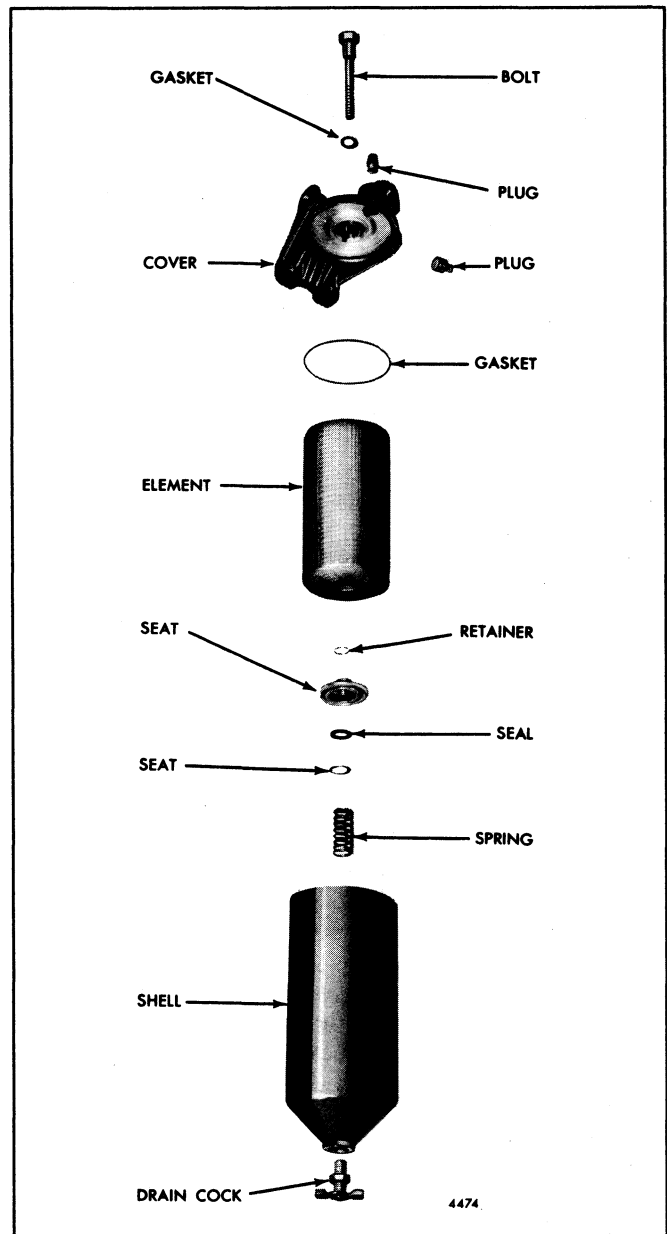 GASKET
BOLT
PLUG
COVER
PLUG
GASKET
ELEMENT
SEAT
RETAINER
SEAL
SEAT
SPRING
SHELL
DRAIN COCK
4474